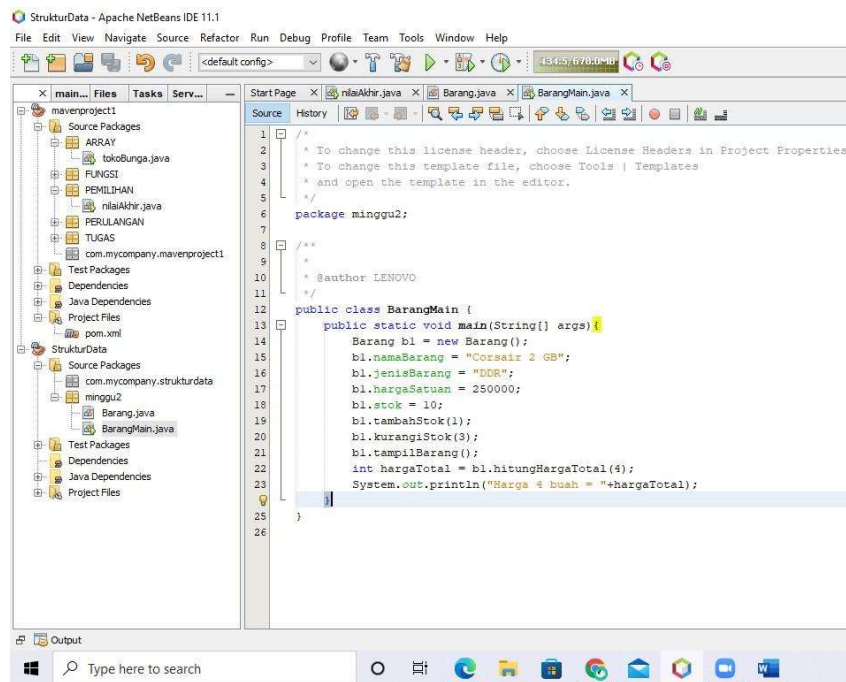 StrukturData - Apache NetBeans IDE 11.1
File Edit View Navigate Source Refactor Run Debug Profile Team Tools Window Help
<default config>
434.5/678.0MB
main... Files Tasks Serv...
Start Page nilaiAkhir.java Barang.java BarangMain.java
Source History
mavenproject1
Source Packages
ARRAY
tokoBunga.java
FUNGSI
PEMILIHAN
nilaiAkhir.java
PERULANGAN
TUGAS
com.mycompany.mavenproject1
Test Packages
Dependencies
Java Dependencies
Project Files
pom.xml
StrukturData
Source Packages
com.mycompany.strukturdata
minggu2
Barang.java
BarangMain.java
Test Packages
Dependencies
Java Dependencies
Project Files
1 /*
2 * To change this license header, choose License Headers in Project Properties
3 * To change this template file, choose Tools | Templates
4 * and open the template in the editor.
5 */
6 package minggu2;
7
8 /**
9 *
10 * @author LENOVO
11 */
12 public class BarangMain {
13 public static void main(String[] args){
14 Barang b1 = new Barang();
15 b1.namaBarang = "Corsair 2 GB";
16 b1.jenisBarang = "DDR";
17 b1.hargaSatuan = 250000;
18 b1.stok = 10;
19 b1.tambahStok(1);
20 b1.kurangiStok(3);
21 b1.tampilBarang();
22 int hargaTotal = b1.hitungHargaTotal(4);
23 System.out.println("Harga 4 buah = "+hargaTotal);
}
25 }
26
Output
Type here to search